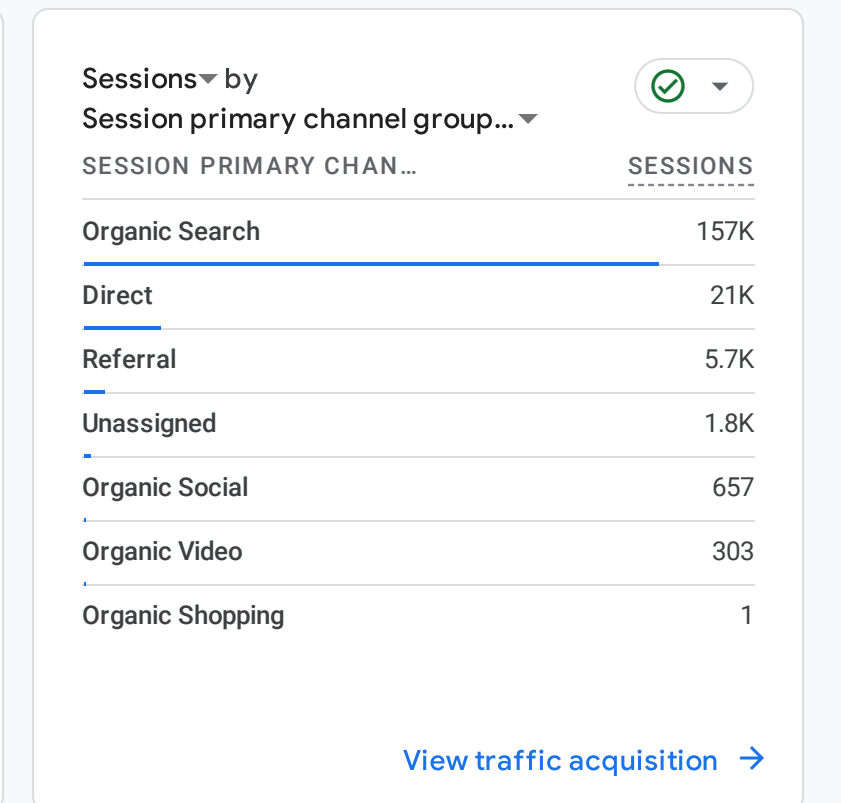 Sessions by
Session primary channel group...
SESSION PRIMARY CHAN... SESSIONS
Organic Search 157K
Direct 21K
Referral 5.7K
Unassigned 1.8K
Organic Social 657
Organic Video 303
Organic Shopping 1
View traffic acquisition